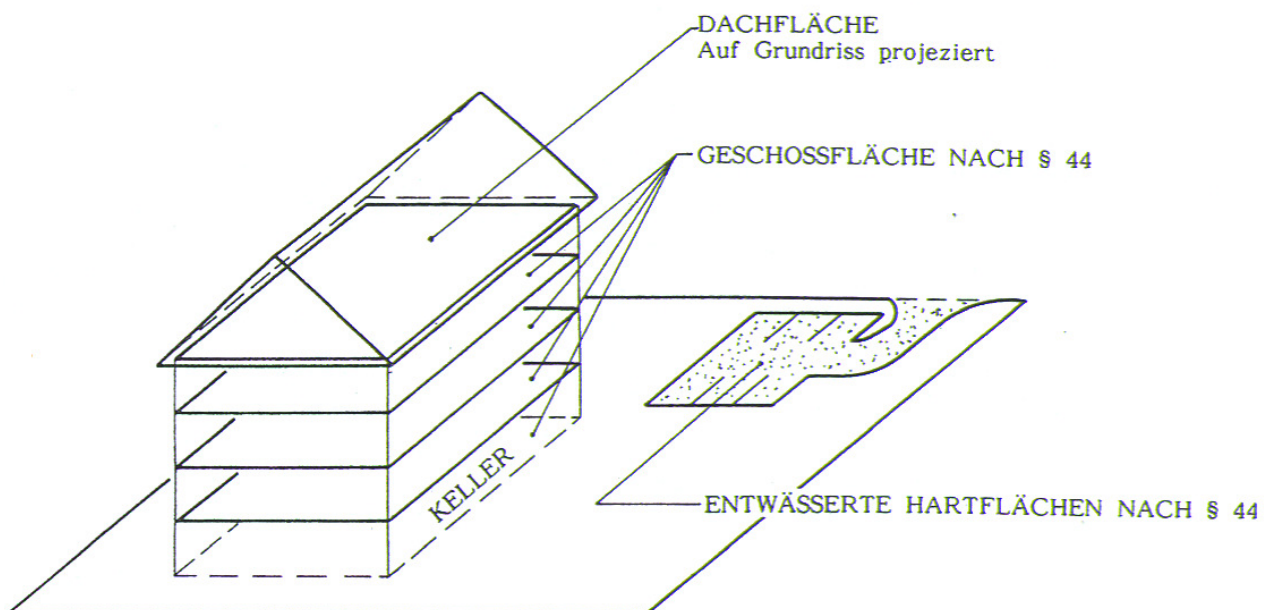 DACHFLÄCHE
Auf Grundriss projeziert
GESCHOSSFLÄCHE NACH § 44
KELLER
ENTWÄSSERTE HARTFLÄCHEN NACH § 44